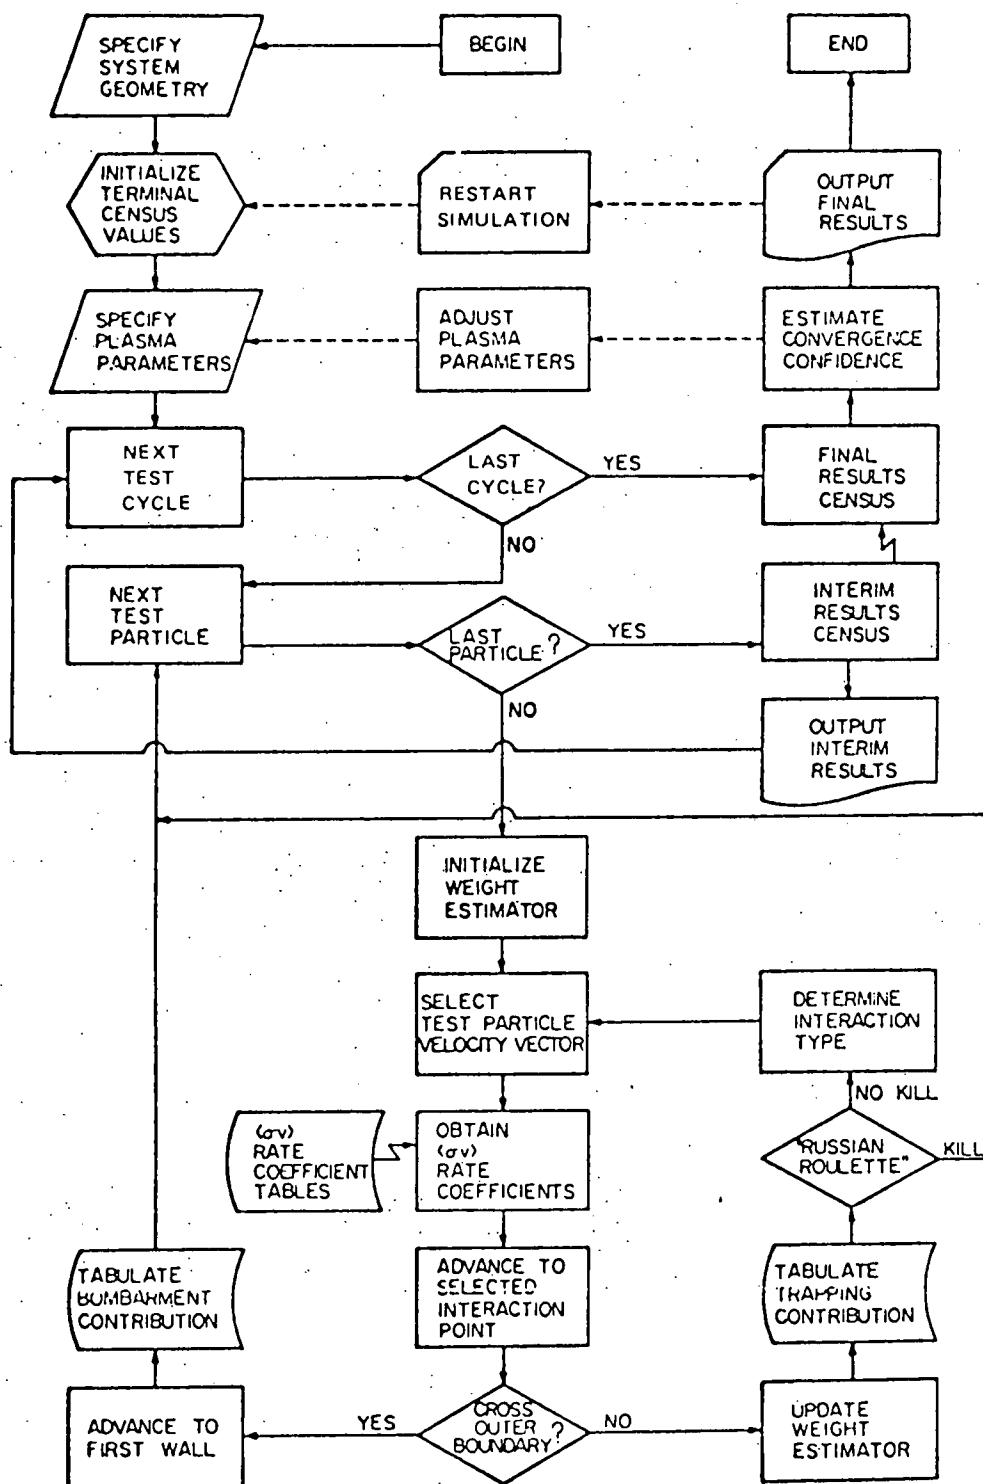 SPECIFY
SYSTEM
GEOMETRY
BEGIN
END
INITIALIZE
TERMINAL
CENSUS
VALUES
RESTART
SIMULATION
OUTPUT
FINAL
RESULTS
SPECIFY
PLASMA
PARAMETERS
ADJUST
PLASMA
PARAMETERS
ESTIMATE
CONVERGENCE
CONFIDENCE
NEXT
TEST
CYCLE
LAST
CYCLE?
YES
NO
FINAL
RESULTS
CENSUS
NEXT
TEST
PARTICLE
LAST
PARTICLE?
YES
NO
INTERIM
RESULTS
CENSUS
OUTPUT
INTERIM
RESULTS
INITIALIZE
WEIGHT
ESTIMATOR
SELECT
TEST PARTICLE
VELOCITY VECTOR
DETERMINE
INTERACTION
TYPE
NO KILL
(σv)
RATE
COEFFICIENT
TABLES
OBTAIN
(σv)
RATE
COEFFICIENTS
"RUSSIAN
ROULETTE"
KILL
TABULATE
BOMBARMENT
CONTRIBUTION
ADVANCE TO
SELECTED
INTERACTION
POINT
TABULATE
TRAPPING
CONTRIBUTION
ADVANCE TO
FIRST WALL
YES
CROSS
OUTER
BOUNDARY?
NO
UPDATE
WEIGHT
ESTIMATOR